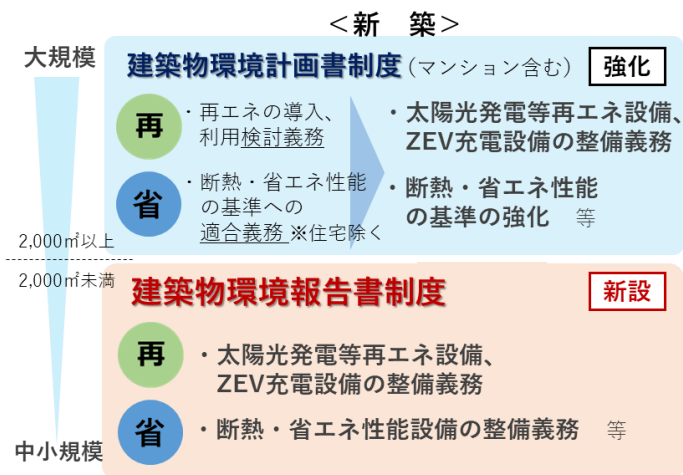 ＜新　築＞
大規模
建築物環境計画書制度（マンション含む）
強化
再
・再エネの導入、
利用検討義務
・太陽光発電等再エネ設備、
ZEV充電設備の整備義務
省
・断熱・省エネ性能
の基準への
適合義務 ※住宅除く
・断熱・省エネ性能
の基準の強化　等
2,000㎡以上
2,000㎡未満
建築物環境報告書制度
新設
再
・太陽光発電等再エネ設備、
ZEV充電設備の整備義務
省
・断熱・省エネ性能設備の整備義務　等
中小規模